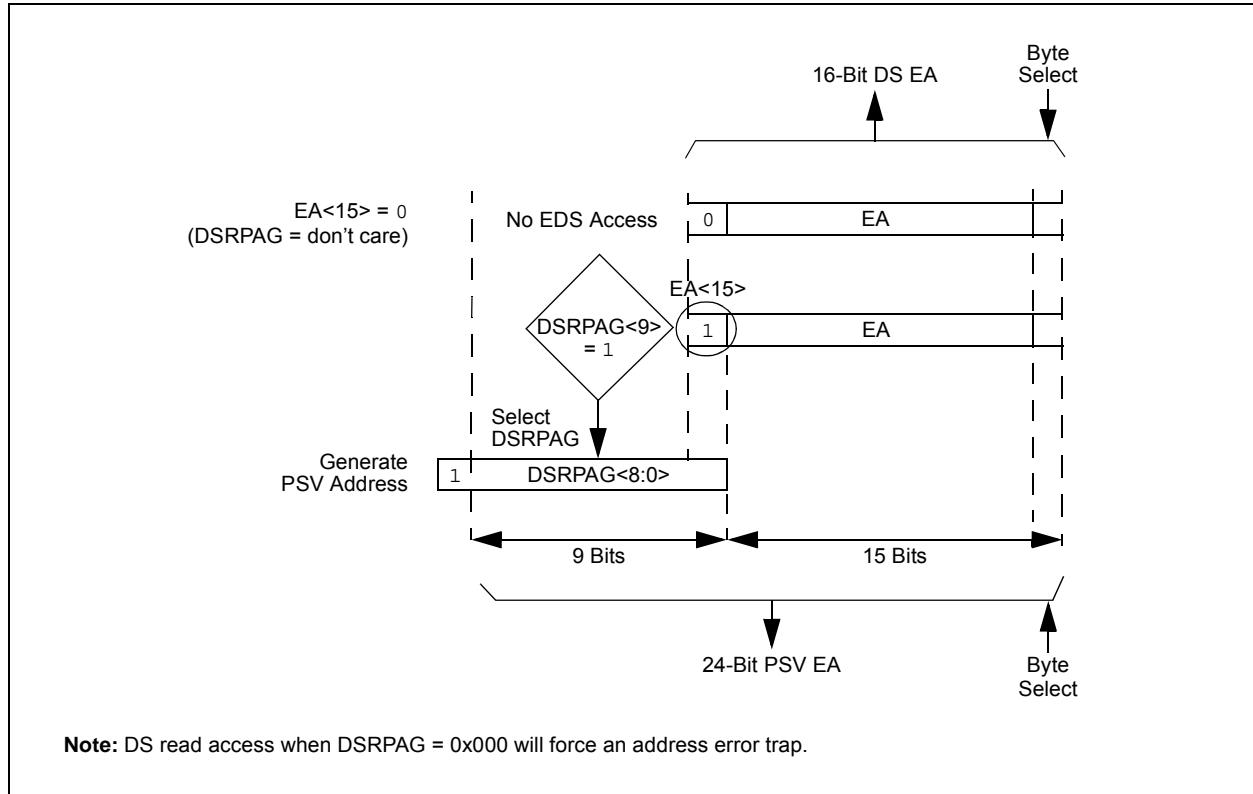 16-Bit DS EA
Byte
Select
EA<15> = 0
(DSRPAG = don't care)
No EDS Access
0
EA
EA<15>
DSRPAG<9>
= 1
1
EA
Select
DSRPAG
Generate
PSV Address
1
DSRPAG<8:0>
9 Bits
15 Bits
24-Bit PSV EA
Byte
Select
Note: DS read access when DSRPAG = 0x000 will force an address error trap.